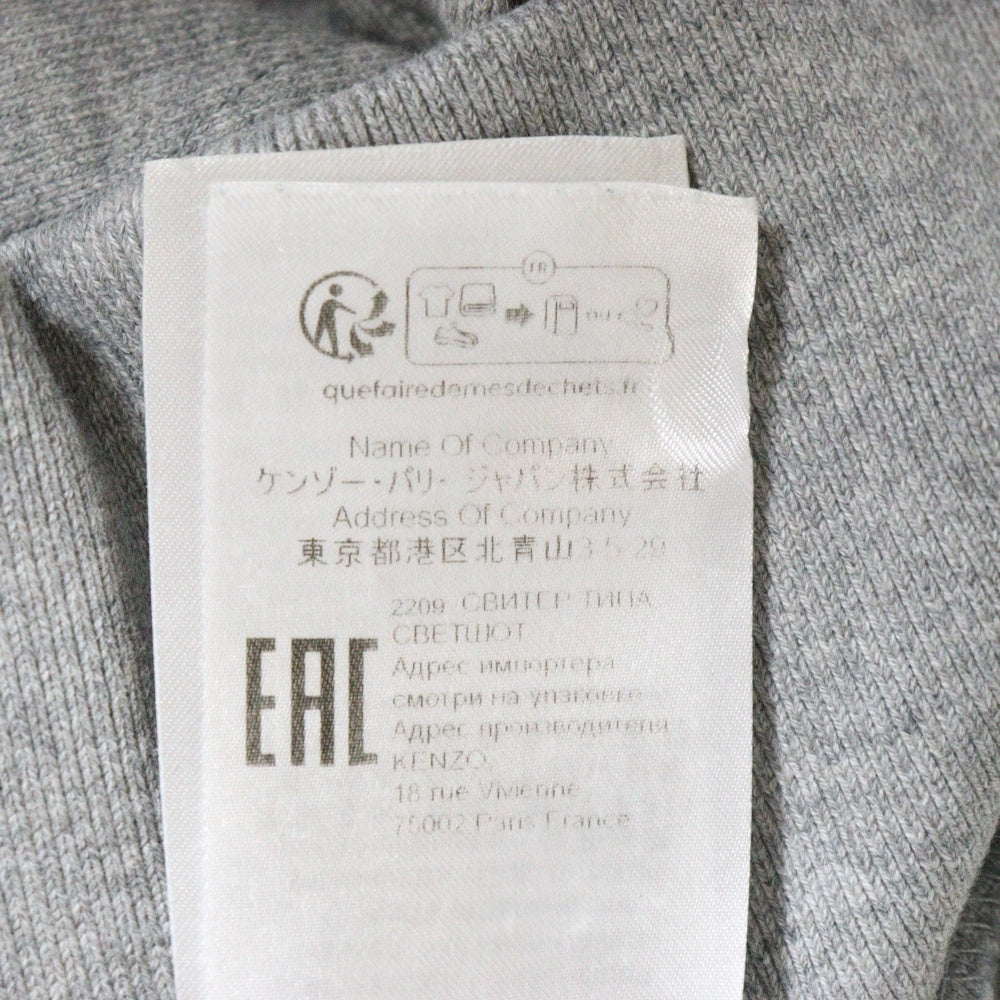 FR
OU
quefairedemesdechets.fr
Name Of Company
ケンゾー・パリ・ジャパン株式会社
Address Of Company
東京都港区北青山3-5-29
EAC
2209 СВИТЕР ТИПА
СВЕТШОТ
Адрес импортера
смотри на упаковке
Адрес производителя
KENZO
18 rue Vivienne
75002 Paris France